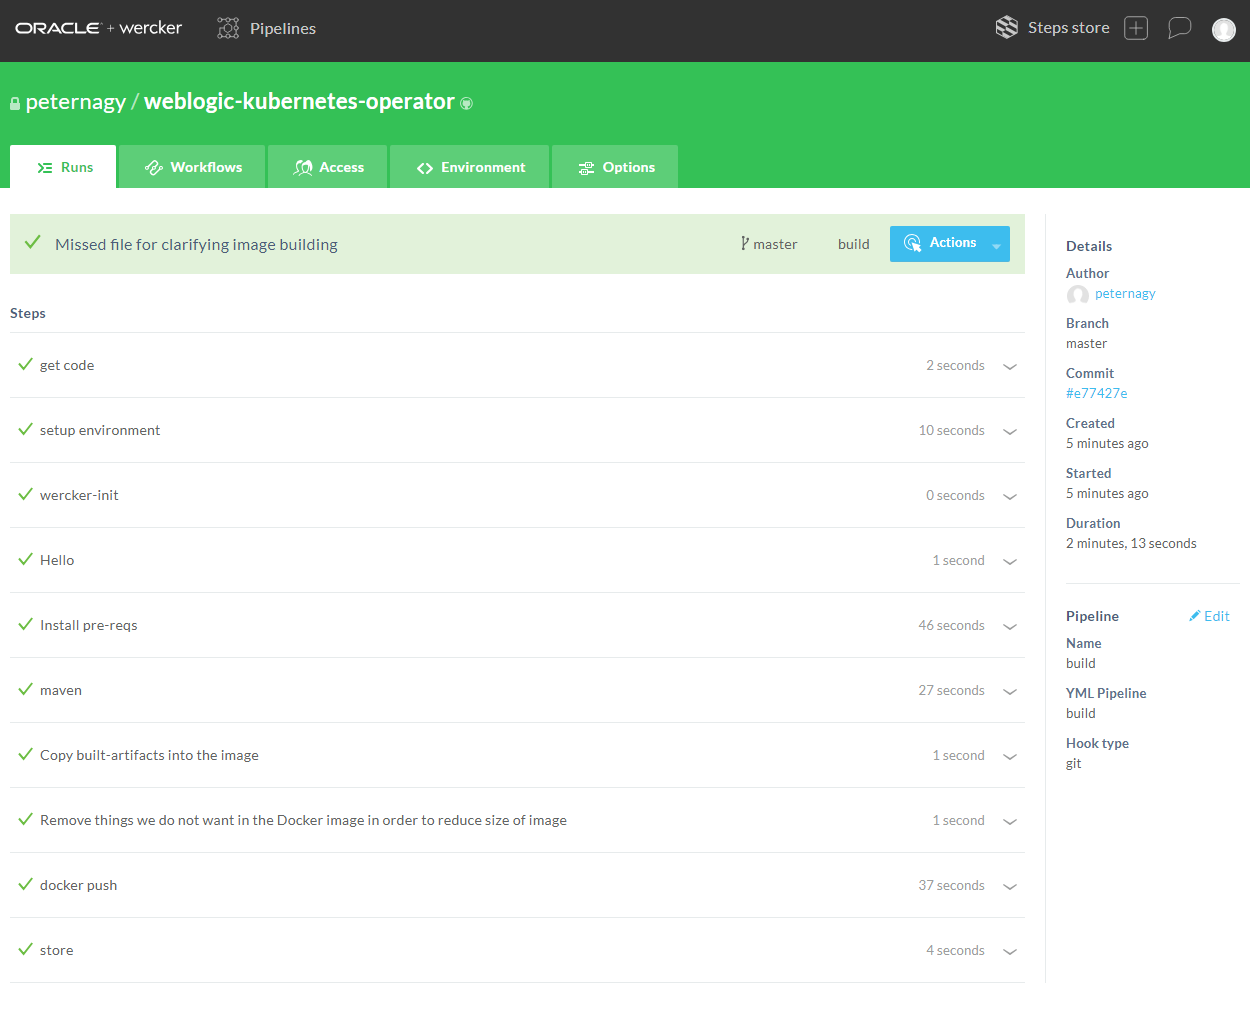 ORACLE + wercker Pipelines Steps store
peternagy / weblogic-kubernetes-operator
Runs Workflows Access Environment Options
Missed file for clarifying image building master build Actions
Steps
get code 2 seconds
setup environment 10 seconds
wercker-init 0 seconds
Hello 1 second
Install pre-reqs 46 seconds
maven 27 seconds
Copy built-artifacts into the image 1 second
Remove things we do not want in the Docker image in order to reduce size of image 1 second
docker push 37 seconds
store 4 seconds
Details
Author
peternagy
Branch
master
Commit
#e77427e
Created
5 minutes ago
Started
5 minutes ago
Duration
2 minutes, 13 seconds
Pipeline Edit
Name
build
YML Pipeline
build
Hook type
git